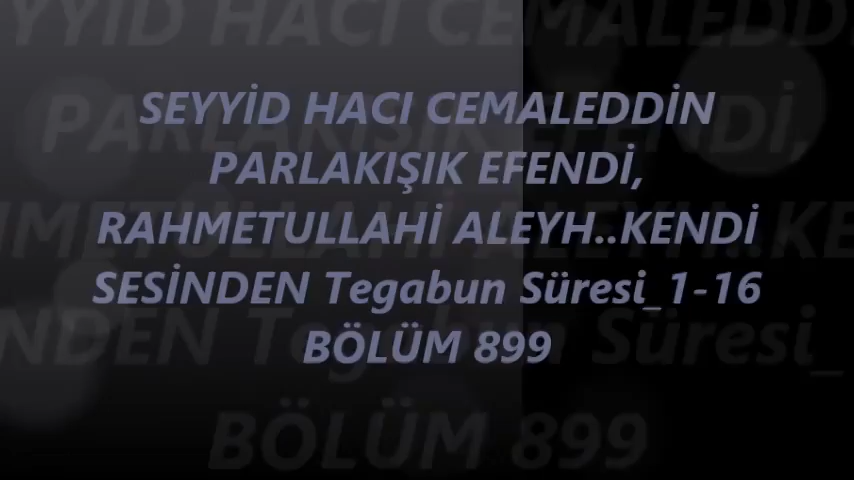 SEYYİD HACI CEMALEDDİN
PARLAKIŞIK EFENDİ,
RAHMETULLAHİ ALEYH..KENDİ
SESİNDEN Tegabun Süresi_1-16
BÖLÜM 899